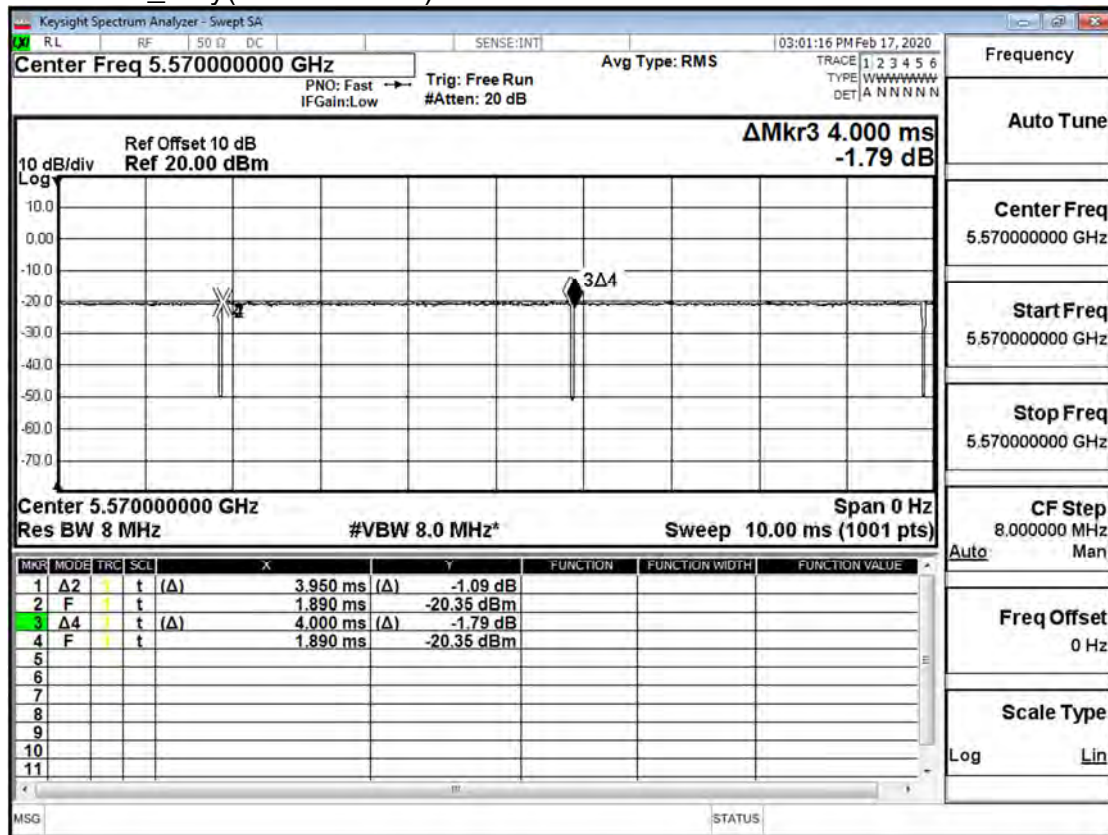 Keysight Spectrum Analyzer - Swept SA
RL RF 50 Ω DC SENSE:INT 03:01:16 PM Feb 17, 2020
Center Freq 5.570000000 GHz Avg Type: RMS TRACE 1 2 3 4 5 6
PNO: Fast Trig: Free Run TYPE WWWWWW
IFGain:Low #Atten: 20 dB DET A N N N N N
Frequency
Auto Tune
ΔMkr3 4.000 ms
Ref Offset 10 dB
10 dB/div Ref 20.00 dBm -1.79 dB
Log
10.0
0.00
-10.0
3Δ4
-20.0
-30.0
-40.0
-50.0
-60.0
-70.0
Center 5.570000000 GHz Span 0 Hz
Res BW 8 MHz #VBW 8.0 MHz* Sweep 10.00 ms (1001 pts)
MKR MODE TRC SCL X Y FUNCTION FUNCTION WIDTH FUNCTION VALUE
1 Δ2 1 t (Δ) 3.950 ms (Δ) -1.09 dB
2 F 1 t 1.890 ms -20.35 dBm
3 Δ4 1 t (Δ) 4.000 ms (Δ) -1.79 dB
4 F 1 t 1.890 ms -20.35 dBm
5
6
7
8
9
10
11
Center Freq
5.570000000 GHz
Start Freq
5.570000000 GHz
Stop Freq
5.570000000 GHz
CF Step
8.000000 MHz
Auto Man
Freq Offset
0 Hz
Scale Type
Log Lin
MSG STATUS